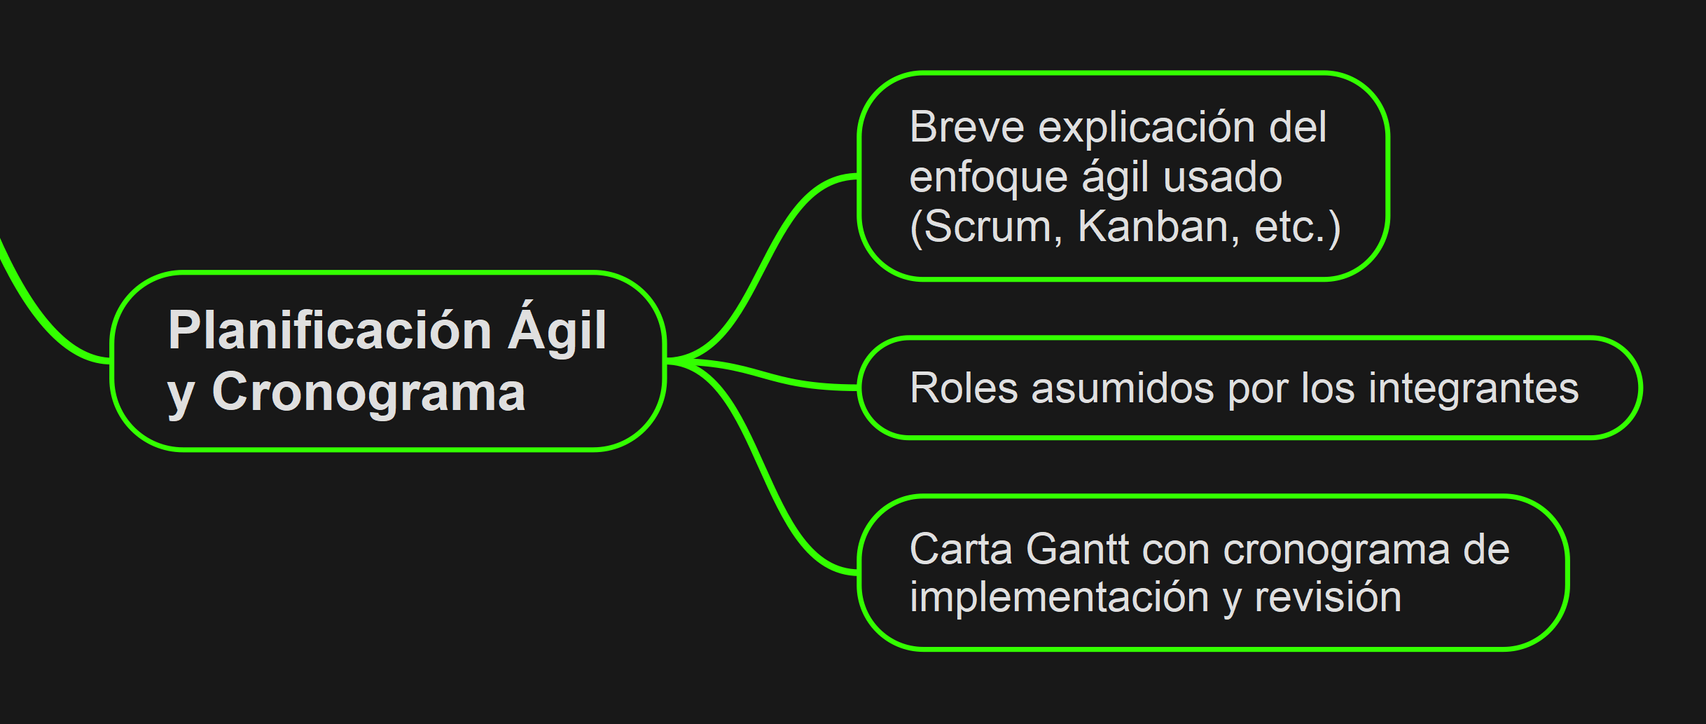 Planificación Ágil
y Cronograma
Breve explicación del
enfoque ágil usado
(Scrum, Kanban, etc.)
Roles asumidos por los integrantes
Carta Gantt con cronograma de
implementación y revisión